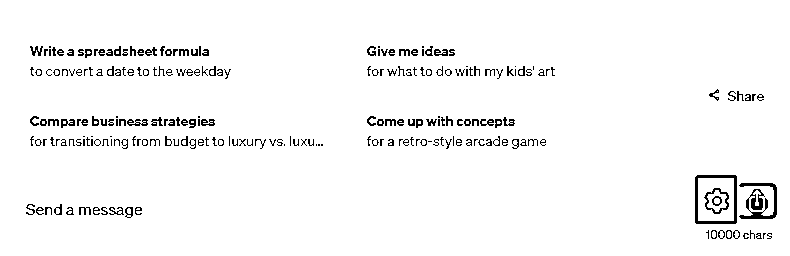 Write a spreadsheet formula
to convert a date to the weekday
Give me ideas
for what to do with my kids' art
Share
Compare business strategies
for transitioning from budget to luxury vs. luxu...
Come up with concepts
for a retro-style arcade game
Send a message
10000 chars